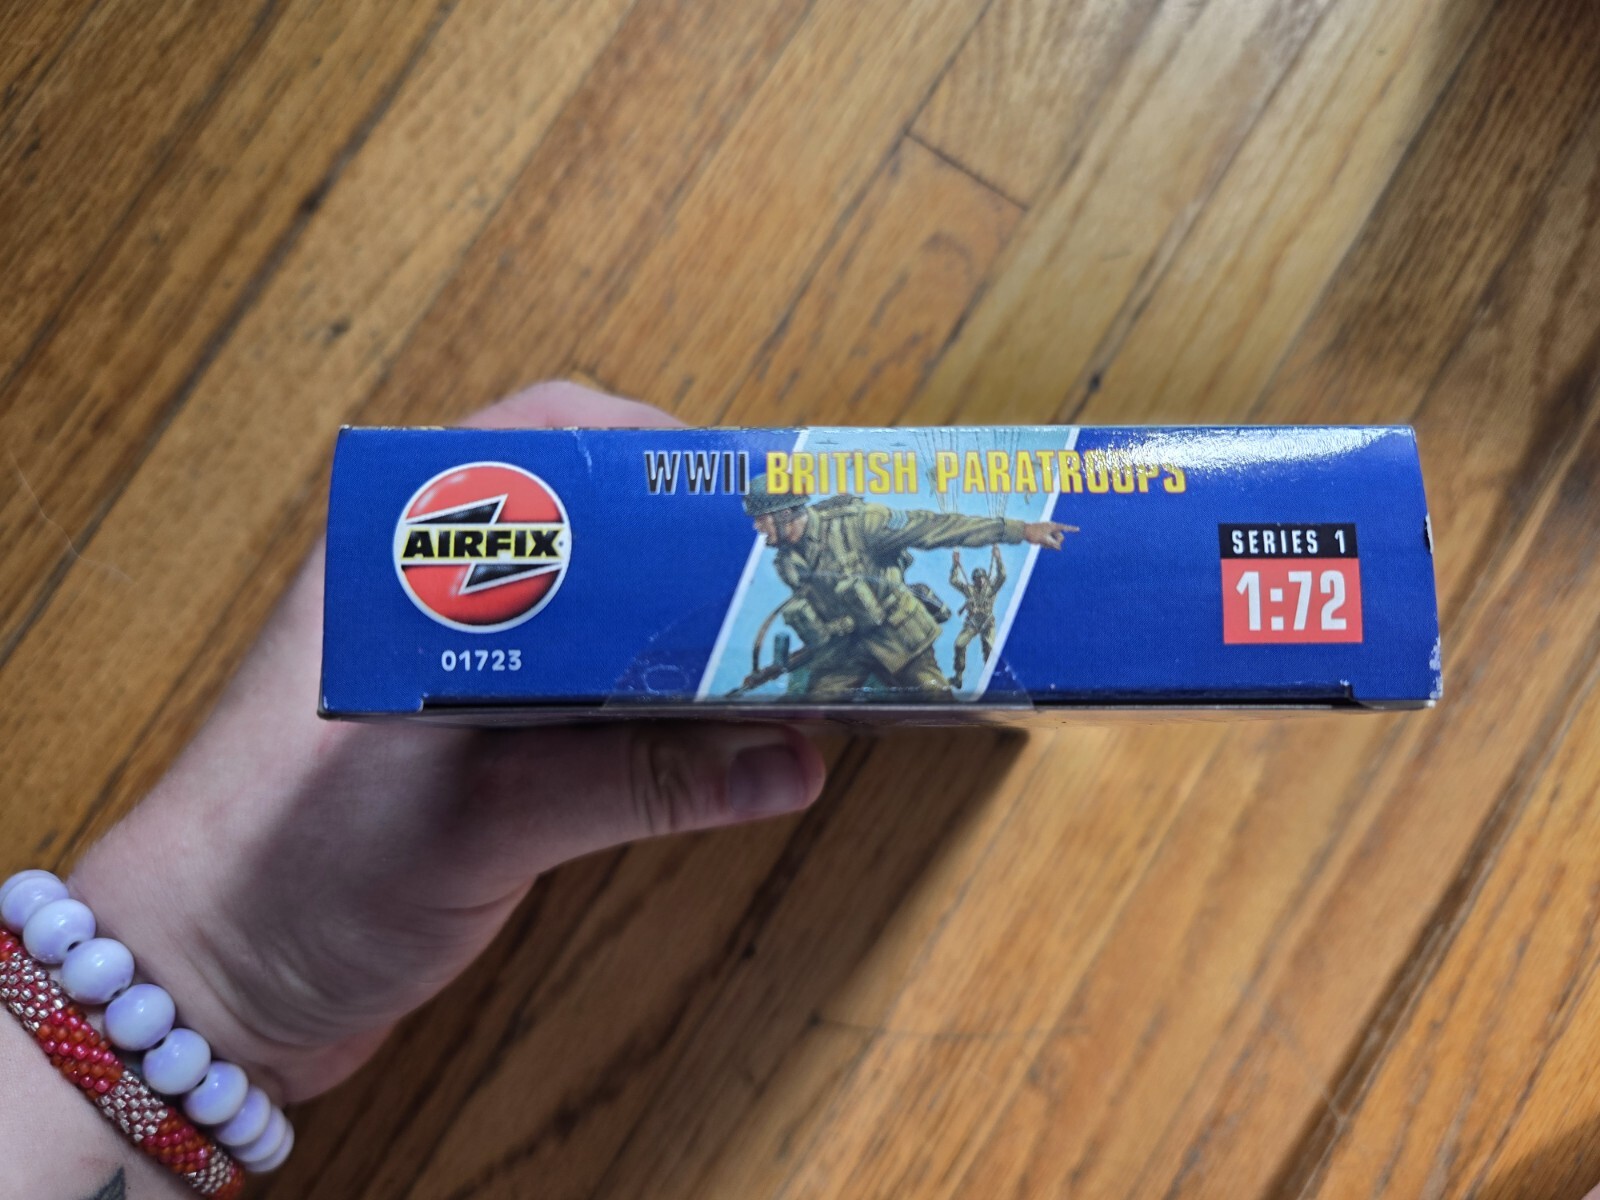 WWII BRITISH PARATROOPS
AIRFIX
01723
SERIES 1
1:72